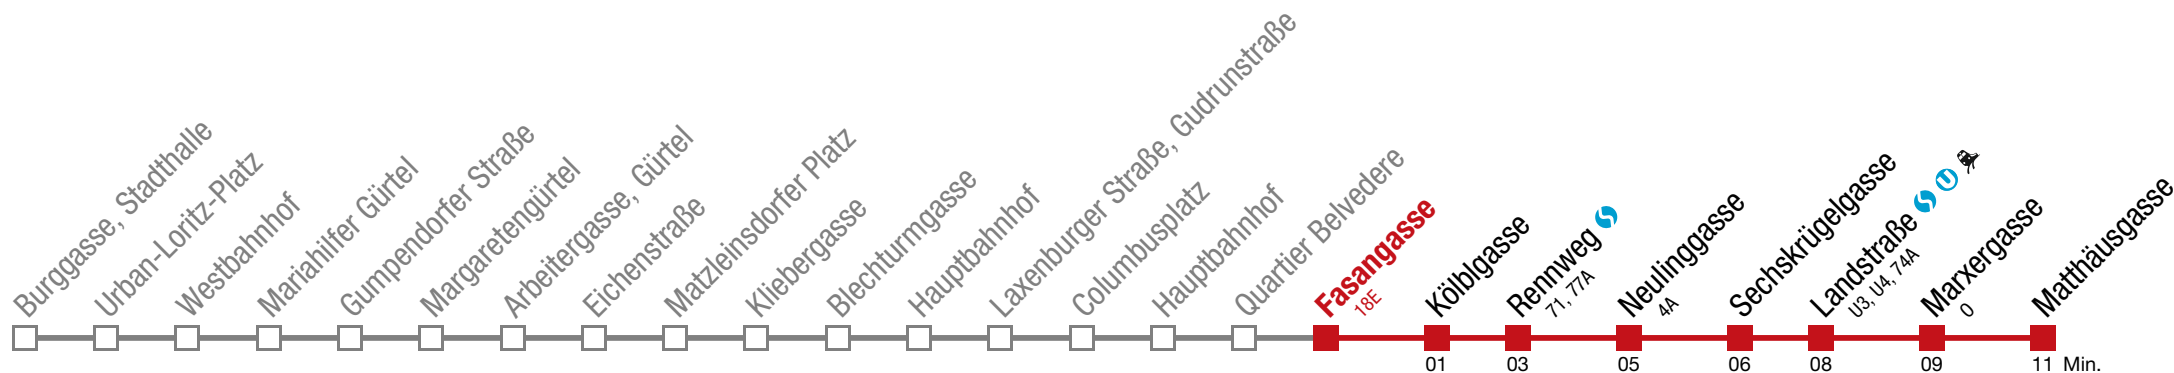 Burggasse, Stadthalle
Urban-Loritz-Platz
Westbahnhof
Mariahilfer Gürtel
Gumpendorfer Straße
Margaretengürtel
Arbeitergasse, Gürtel
Eichenstraße
Matzleinsdorfer Platz
Kliebergasse
Blechturmgasse
Hauptbahnhof
Laxenburger Straße, Gudrunstraße
Columbusplatz
Hauptbahnhof
Quartier Belvedere
Fasangasse
18E
Kölblgasse
Rennweg S
71, 77A
Neulinggasse
4A
Sechskrügelgasse
Landstraße S U
U3, U4, 74A
Marxergasse
O
Matthäusgasse
01 03 05 06 08 09 11 Min.